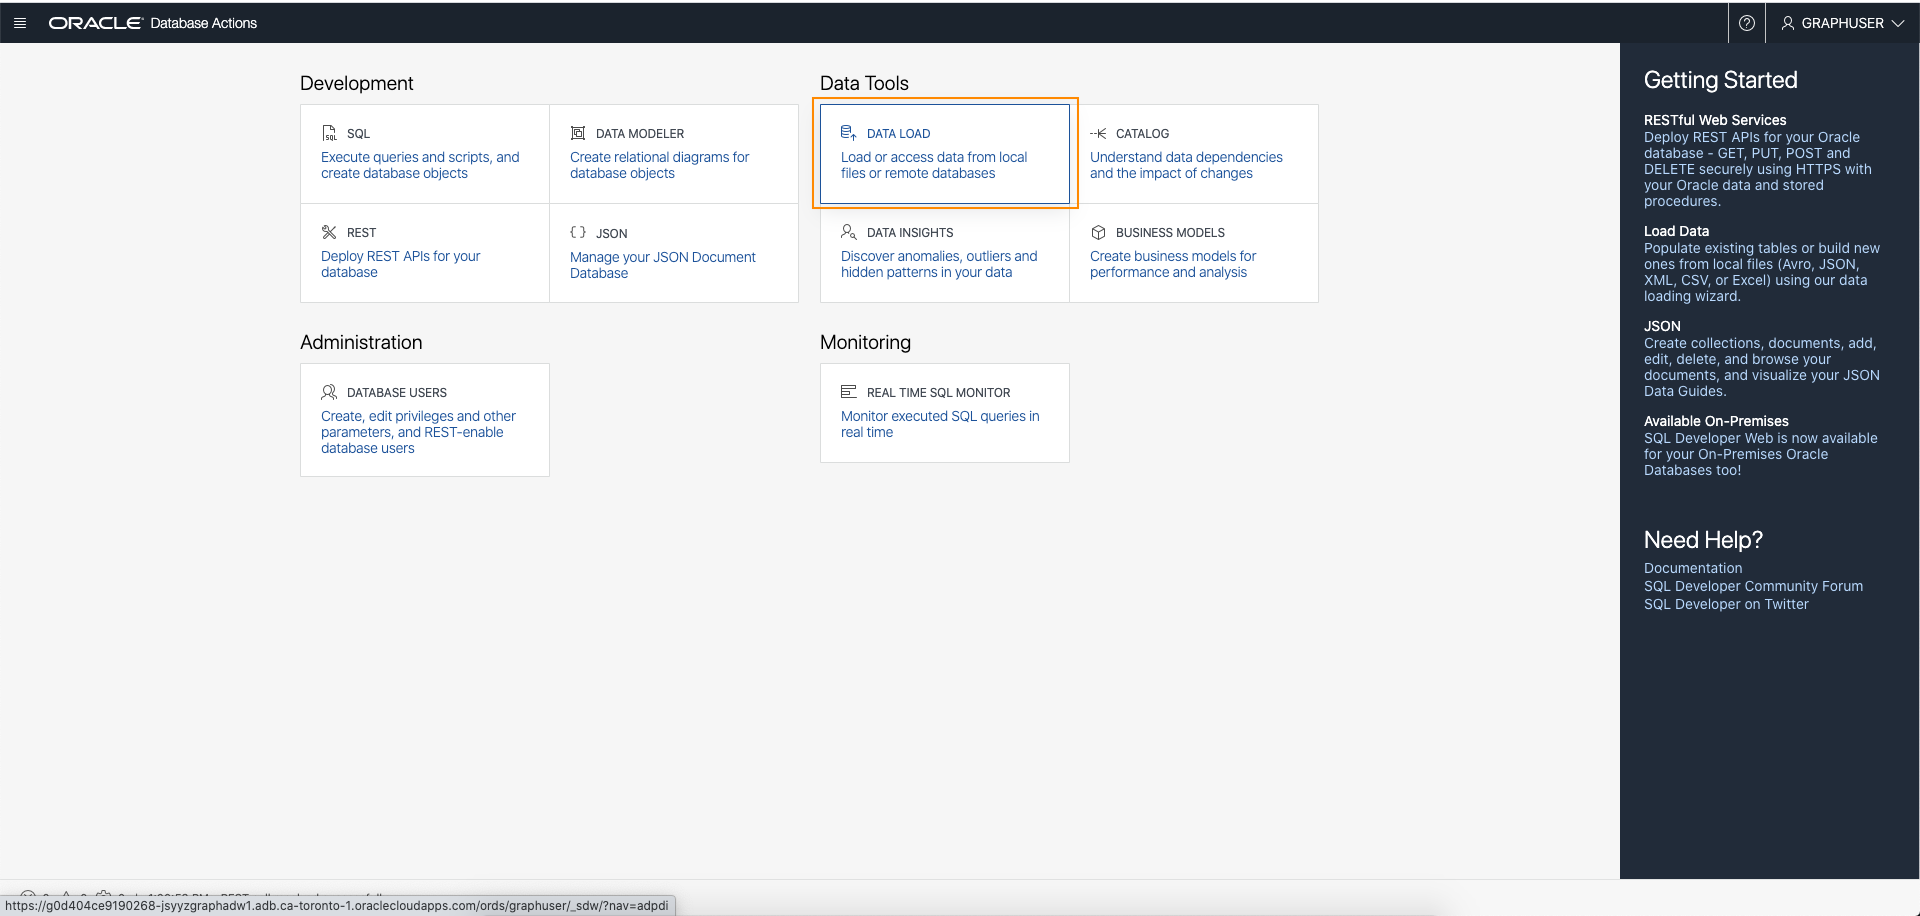 ORACLE Database Actions
GRAPHUSER
Development
SQL
Execute queries and scripts, and
create database objects
DATA MODELER
Create relational diagrams for
database objects
REST
Deploy REST APIs for your
database
JSON
Manage your JSON Document
Database
Data Tools
DATA LOAD
Load or access data from local
files or remote databases
CATALOG
Understand data dependencies
and the impact of changes
DATA INSIGHTS
Discover anomalies, outliers and
hidden patterns in your data
BUSINESS MODELS
Create business models for
performance and analysis
Administration
DATABASE USERS
Create, edit privileges and other
parameters, and REST-enable
database users
Monitoring
REAL TIME SQL MONITOR
Monitor executed SQL queries in
real time
Getting Started
RESTful Web Services
Deploy REST APIs for your Oracle
database - GET, PUT, POST and
DELETE securely using HTTPS with
your Oracle data and stored
procedures.
Load Data
Populate existing tables or build new
ones from local files (Avro, JSON,
XML, CSV, or Excel) using our data
loading wizard.
JSON
Create collections, documents, add,
edit, delete, and browse your
documents, and visualize your JSON
Data Guides.
Available On-Premises
SQL Developer Web is now available
for your On-Premises Oracle
Databases too!
Need Help?
Documentation
SQL Developer Community Forum
SQL Developer on Twitter
https://g0d404ce9190268-jsyyzgraphadw1.adb.ca-toronto-1.oraclecloudapps.com/ords/graphuser/_sdw/?nav=adpdi